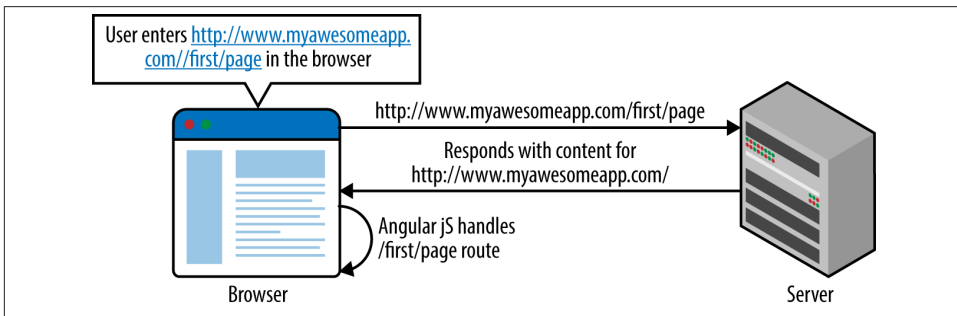 User enters http://www.myawesomeapp.
com//first/page in the browser
http://www.myawesomeapp.com/first/page
Responds with content for
http://www.myawesomeapp.com/
Angular jS handles
/first/page route
Browser
Server